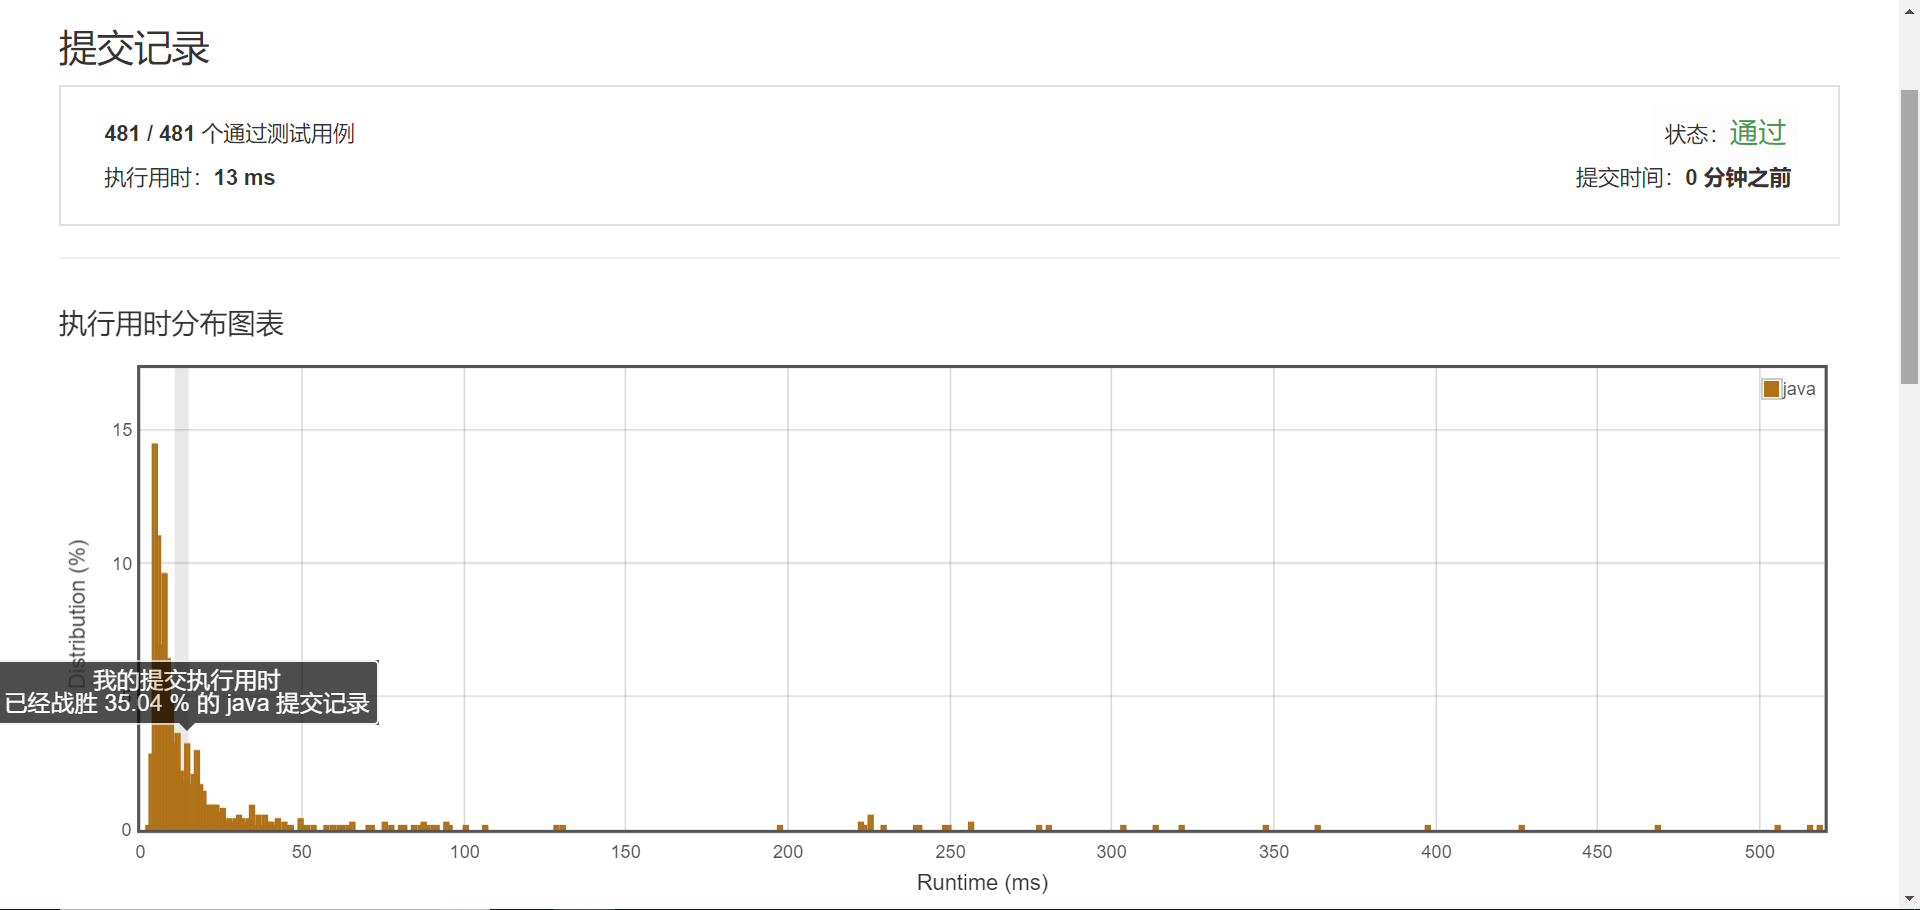 提交记录
481 / 481 个通过测试用例
状态：通过
执行用时：13 ms
提交时间：0 分钟之前
执行用时分布图表
java
15
10
Distribution (%)
我的提交执行用时
已经战胜 35.04 % 的 java 提交记录
0
0 50 100 150 200 250 300 350 400 450 500
Runtime (ms)